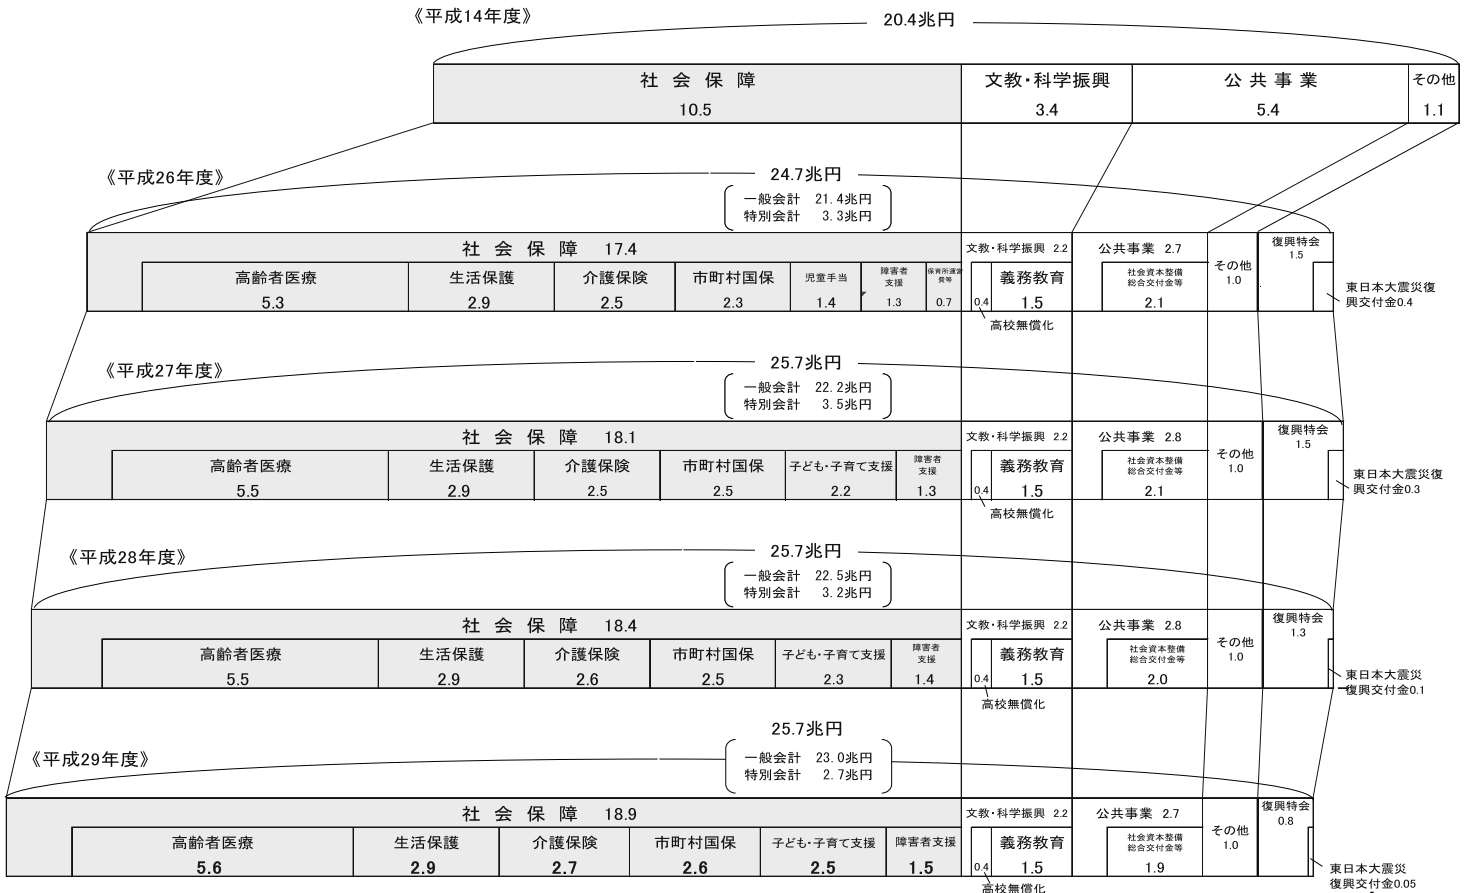 《平成14年度》
20.4兆円
社会保障
10.5
文教・科学振興
3.4
公共事業
5.4
その他
1.1
《平成26年度》
24.7兆円
一般会計 21.4兆円
特別会計 3.3兆円
社会保障 17.4
高齢者医療
5.3
生活保護
2.9
介護保険
2.5
市町村国保
2.3
児童手当
1.4
障害者
支援
1.3
保育所運営
費等
0.7
文教・科学振興 2.2
0.4
高校無償化
義務教育
1.5
公共事業 2.7
社会資本整備
総合交付金等
2.1
その他
1.0
復興特会
1.5
東日本大震災復
興交付金0.4
《平成27年度》
25.7兆円
一般会計 22.2兆円
特別会計 3.5兆円
社会保障 18.1
高齢者医療
5.5
生活保護
2.9
介護保険
2.5
市町村国保
2.5
子ども・子育て支援
2.2
障害者
支援
1.3
文教・科学振興 2.2
0.4
高校無償化
義務教育
1.5
公共事業 2.8
社会資本整備
総合交付金等
2.1
その他
1.0
復興特会
1.5
東日本大震災復
興交付金0.3
《平成28年度》
25.7兆円
一般会計 22.5兆円
特別会計 3.2兆円
社会保障 18.4
高齢者医療
5.5
生活保護
2.9
介護保険
2.6
市町村国保
2.5
子ども・子育て支援
2.3
障害者
支援
1.4
文教・科学振興 2.2
0.4
高校無償化
義務教育
1.5
公共事業 2.8
社会資本整備
総合交付金等
2.0
その他
1.0
復興特会
1.3
東日本大震災
復興交付金0.1
《平成29年度》
25.7兆円
一般会計 23.0兆円
特別会計 2.7兆円
社会保障 18.9
高齢者医療
5.6
生活保護
2.9
介護保険
2.7
市町村国保
2.6
子ども・子育て支援
2.5
障害者支援
1.5
文教・科学振興 2.2
0.4
高校無償化
義務教育
1.5
公共事業 2.7
社会資本整備
総合交付金等
1.9
その他
1.0
復興特会
0.8
東日本大震災
復興交付金0.05